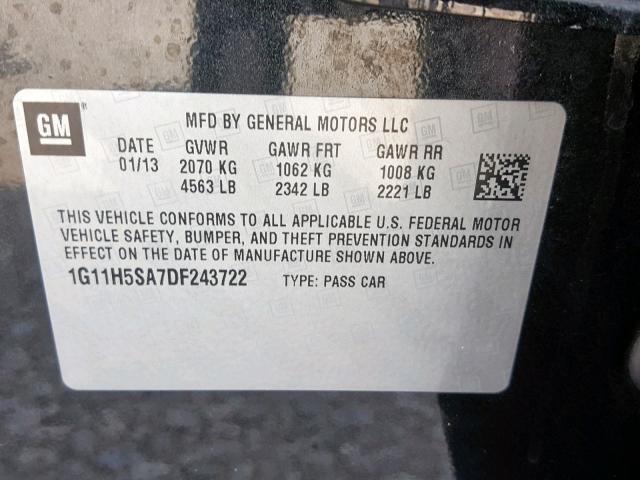 GM
MFD BY GENERAL MOTORS LLC
DATE GVWR GAWR FRT GAWR RR
01/13 2070 KG 1062 KG 1008 KG
4563 LB 2342 LB 2221 LB
THIS VEHICLE CONFORMS TO ALL APPLICABLE U.S. FEDERAL MOTOR
VEHICLE SAFETY, BUMPER, AND THEFT PREVENTION STANDARDS IN
EFFECT ON THE DATE OF MANUFACTURE SHOWN ABOVE.
1G11H5SA7DF243722 TYPE: PASS CAR